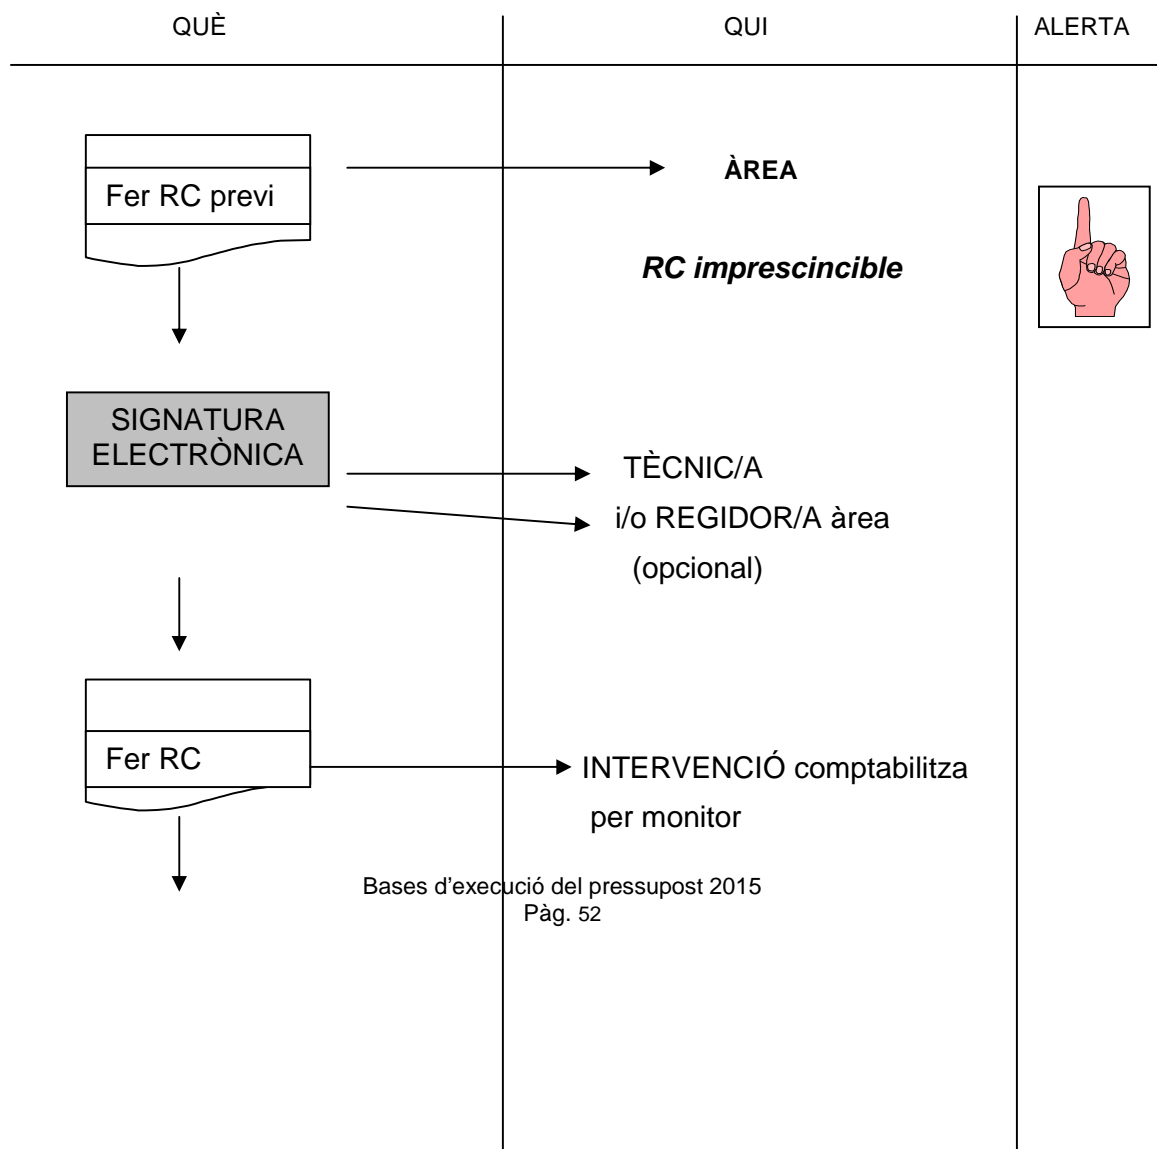 QUÈ
QUI
ALERTA
Fer RC previ
ÀREA
RC imprescincible
SIGNATURA
ELECTRÒNICA
TÈCNIC/A
i/o REGIDOR/A àrea
(opcional)
Fer RC
INTERVENCIÓ comptabilitza
per monitor
Bases d'execució del pressupost 2015
Pàg. 52